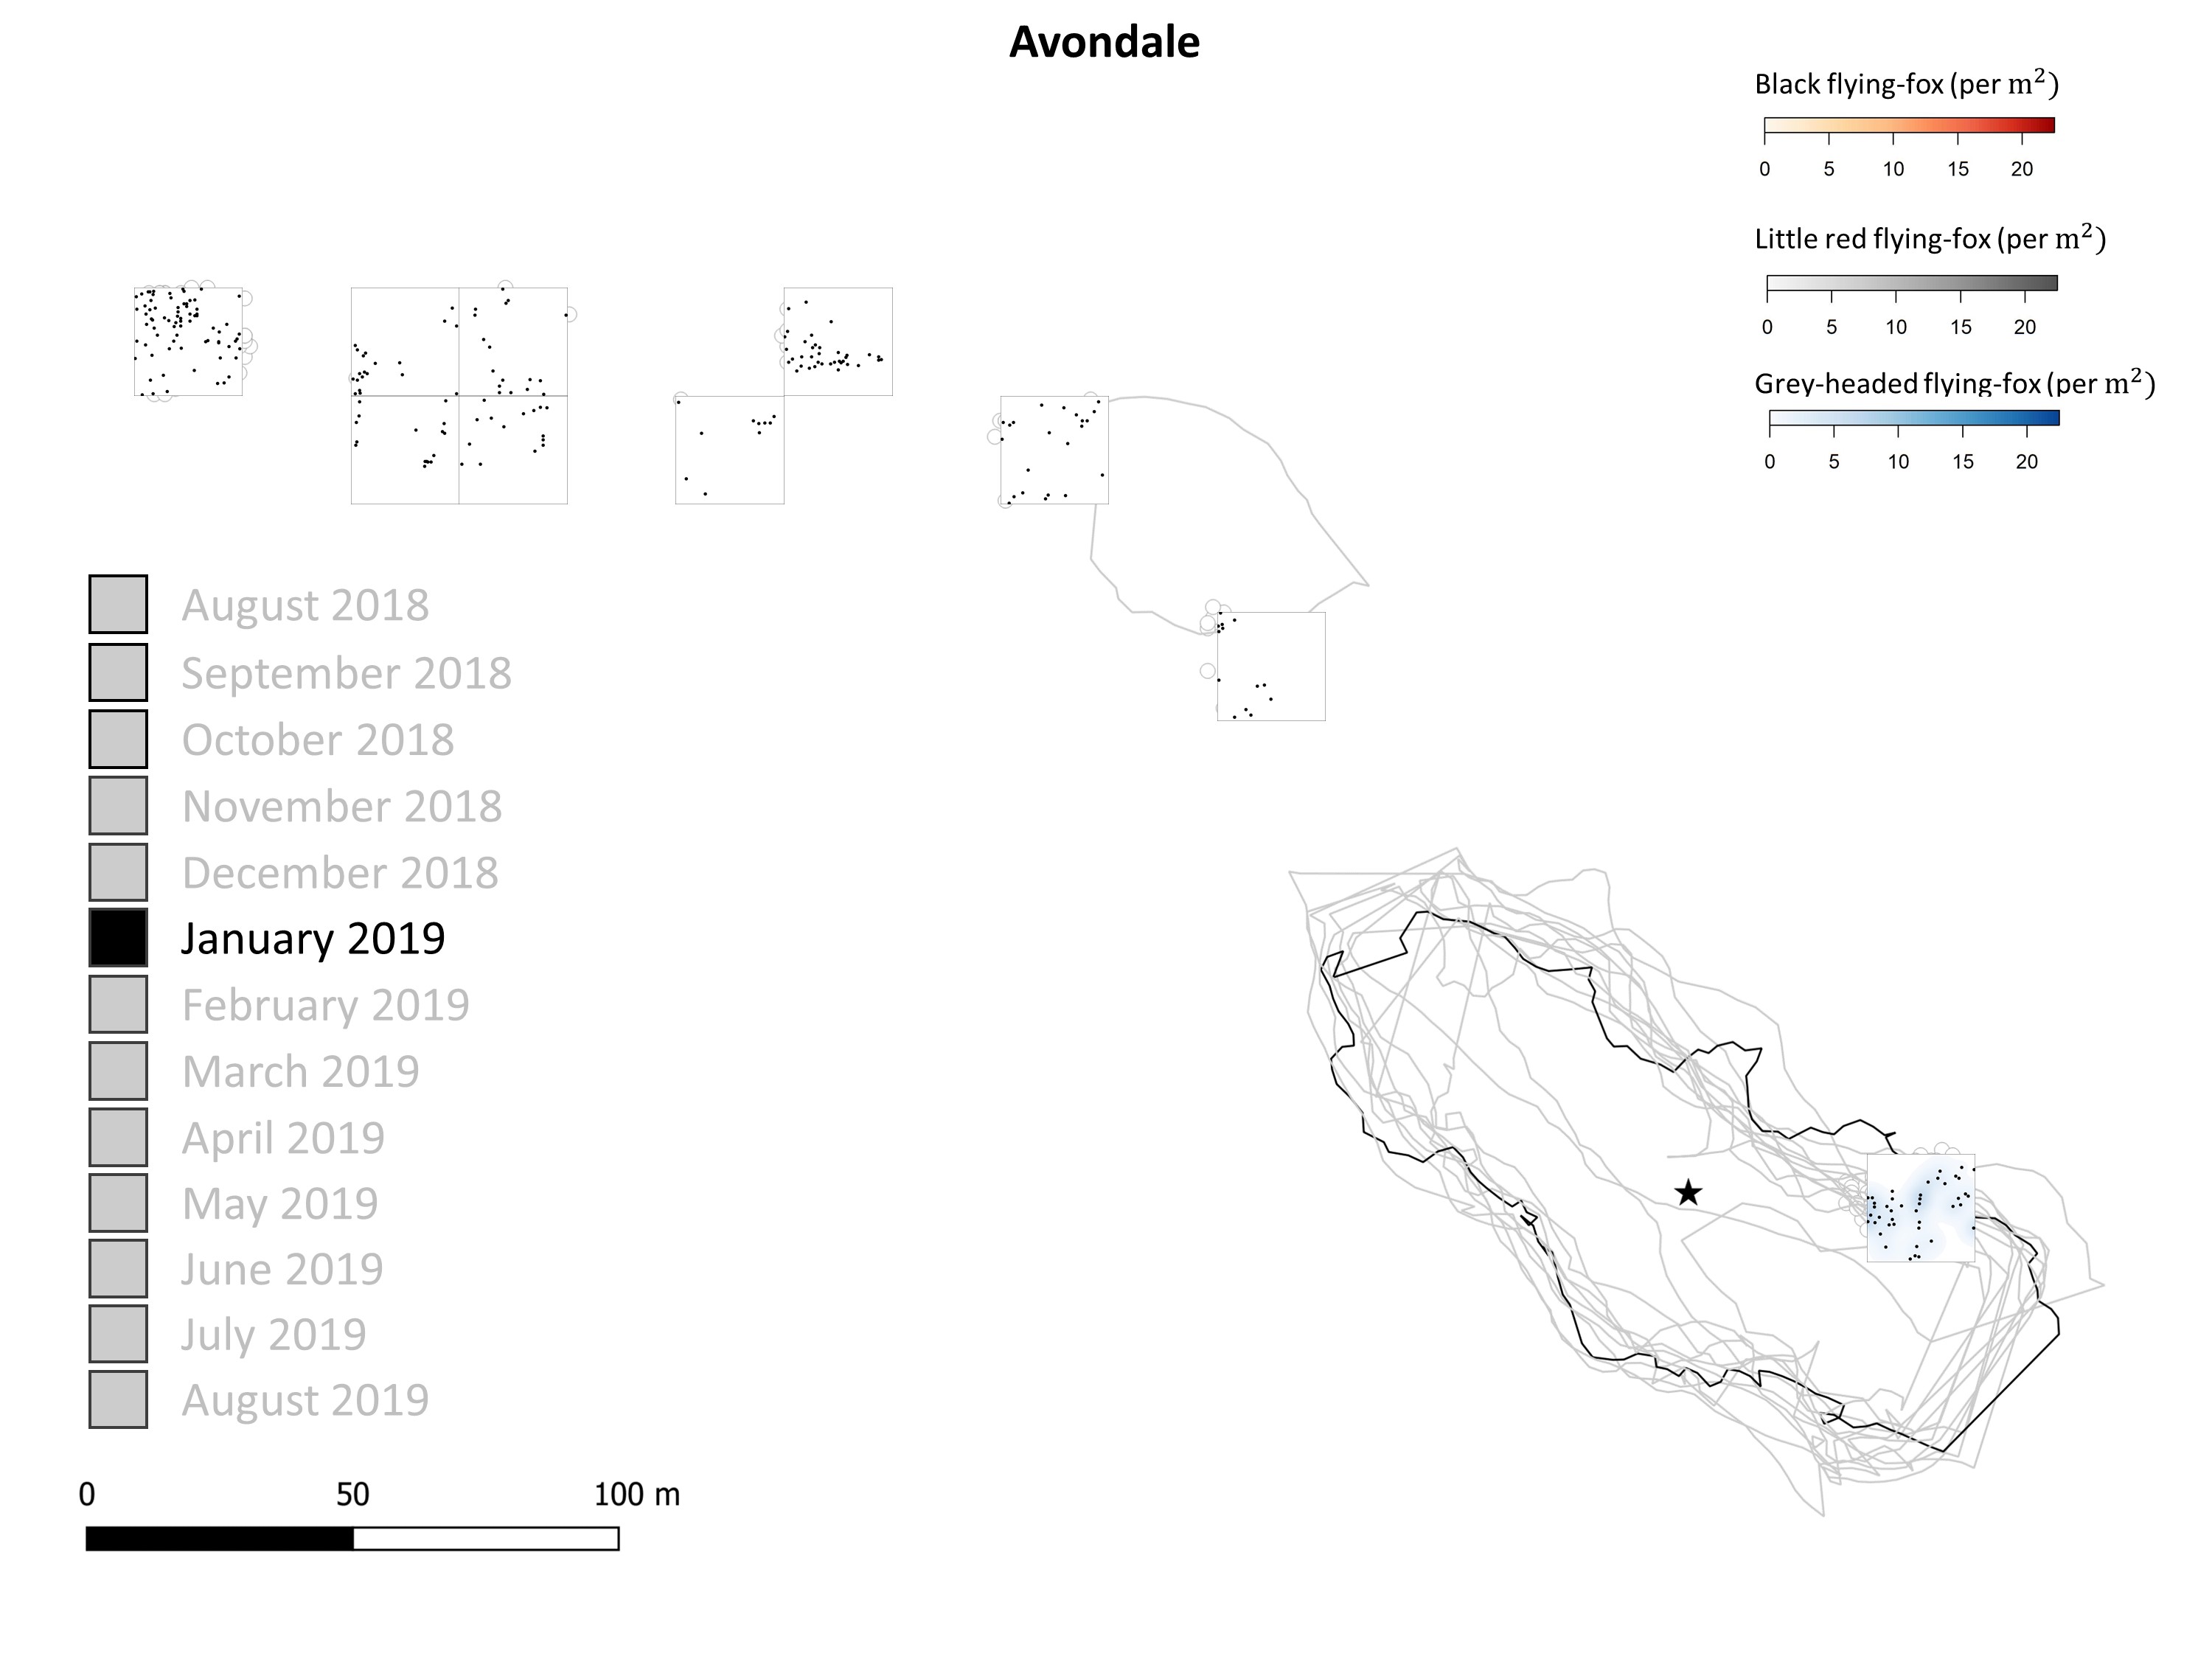 Avondale
Black flying-fox (per m²)
0 5 10 15 20
Little red flying-fox (per m²)
0 5 10 15 20
Grey-headed flying-fox (per m²)
0 5 10 15 20
August 2018
September 2018
October 2018
November 2018
December 2018
January 2019
February 2019
March 2019
April 2019
May 2019
June 2019
July 2019
August 2019
0 50 100 m